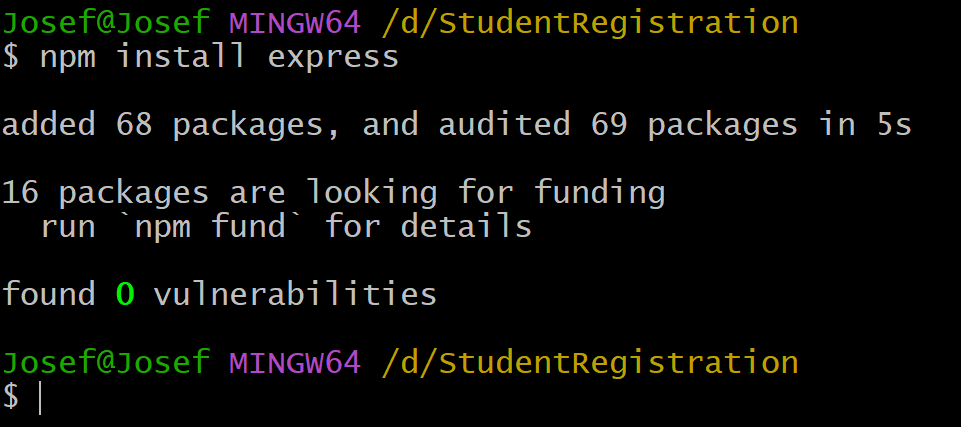 Josef@Josef MINGW64 /d/StudentRegistration
$ npm install express
added 68 packages, and audited 69 packages in 5s
16 packages are looking for funding
  run `npm fund` for details
found 0 vulnerabilities
Josef@Josef MINGW64 /d/StudentRegistration
$